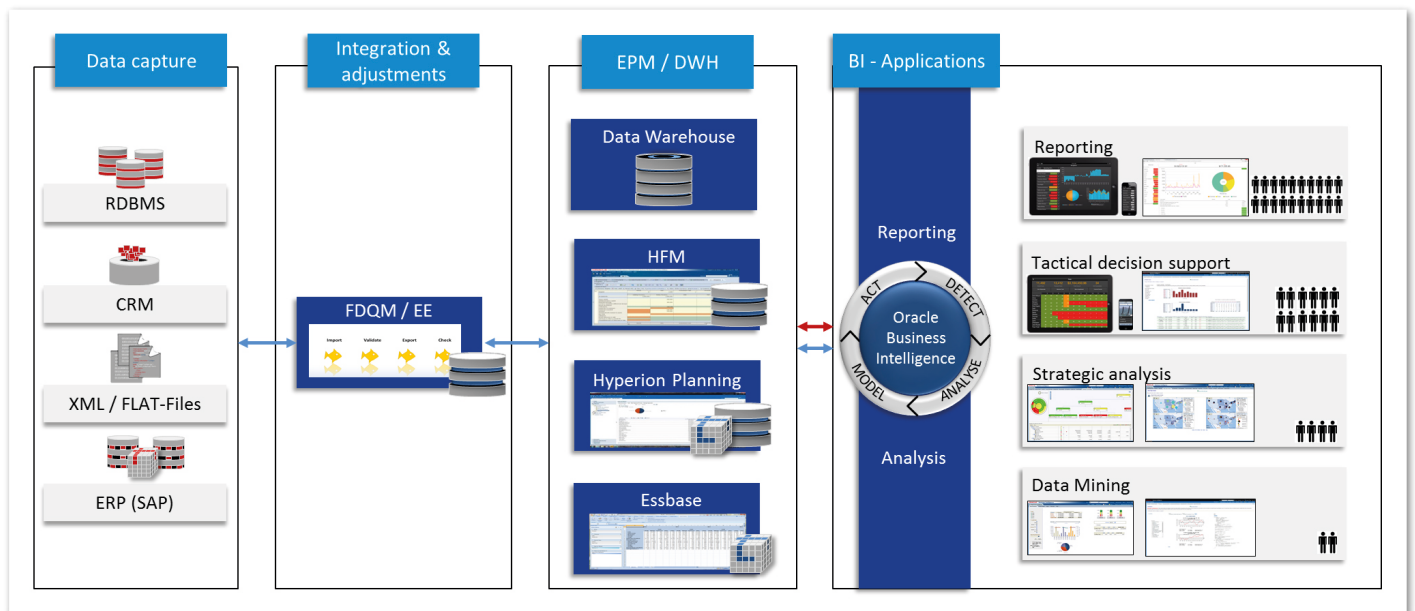 Data capture
RDBMS
CRM
XML / FLAT-Files
ERP (SAP)
Integration &
adjustments
FDQM / EE
Import Validate Export Check
EPM / DWH
Data Warehouse
HFM
Hyperion Planning
Essbase
BI - Applications
Reporting
ACT
DETECT
ANALYSE
MODEL
Oracle
Business
Intelligence
Analysis
Reporting
Tactical decision support
Strategic analysis
Data Mining